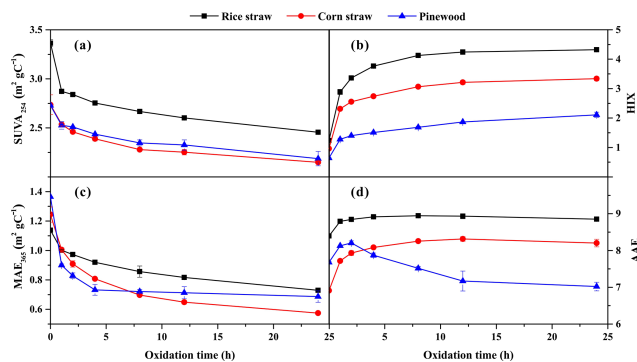 Rice straw Corn straw Pinewood
(a)
(b)
3.5
3.0
2.5
SUVA254 (m2 gC-1)
5
4
3
2
1
HIX
(c)
(d)
1.4
1.2
1.0
0.8
0.6
MAE365 (m2 gC-1)
9
8
7
6
AAE
0 5 10 15 20 25 0 5 10 15 20 25
Oxidation time (h) Oxidation time (h)